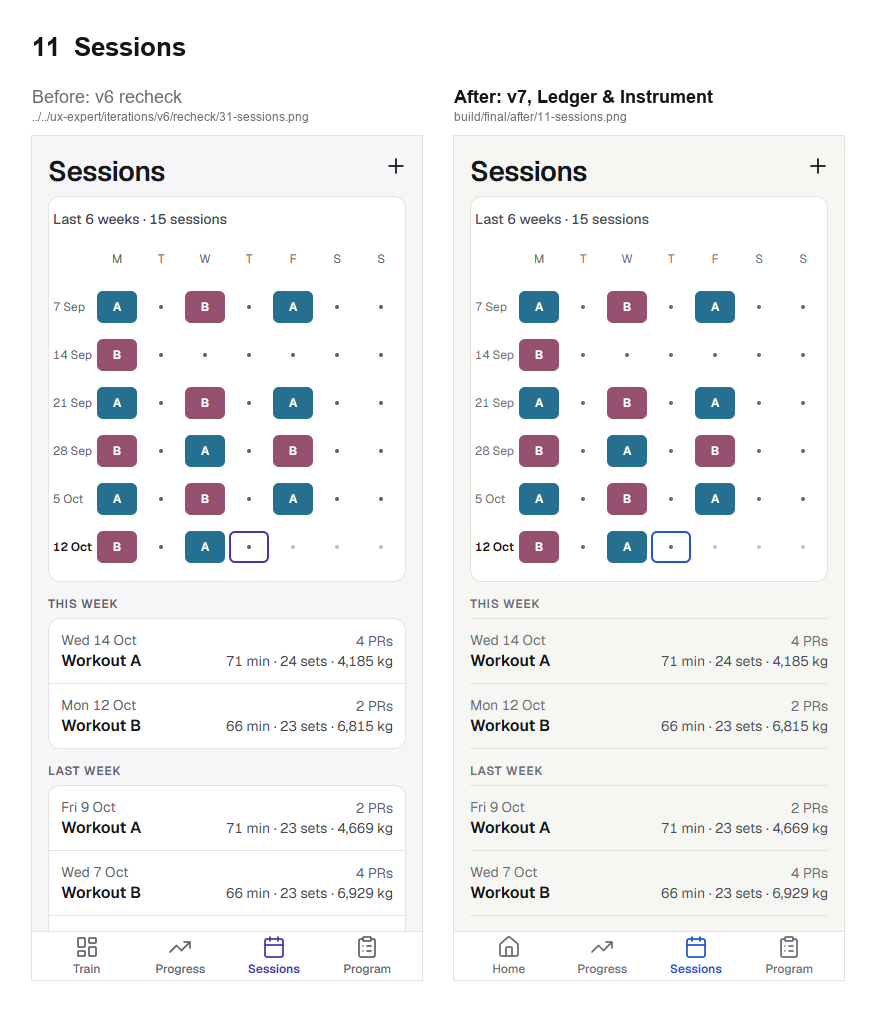 11 Sessions
Before: v6 recheck
../../ux-expert/iterations/v6/recheck/31-sessions.png
Sessions
Last 6 weeks · 15 sessions
M T W T F S S
7 Sep A B A
14 Sep B
21 Sep A B A
28 Sep B A B
5 Oct A B A
12 Oct B A
THIS WEEK
Wed 14 Oct 4 PRs
Workout A 71 min · 24 sets · 4,185 kg
Mon 12 Oct 2 PRs
Workout B 66 min · 23 sets · 6,815 kg
LAST WEEK
Fri 9 Oct 2 PRs
Workout A 71 min · 23 sets · 4,669 kg
Wed 7 Oct 4 PRs
Workout B 66 min · 23 sets · 6,929 kg
Train Progress Sessions Program
After: v7, Ledger & Instrument
build/final/after/11-sessions.png
Sessions
Last 6 weeks · 15 sessions
M T W T F S S
7 Sep A B A
14 Sep B
21 Sep A B A
28 Sep B A B
5 Oct A B A
12 Oct B A
THIS WEEK
Wed 14 Oct 4 PRs
Workout A 71 min · 24 sets · 4,185 kg
Mon 12 Oct 2 PRs
Workout B 66 min · 23 sets · 6,815 kg
LAST WEEK
Fri 9 Oct 2 PRs
Workout A 71 min · 23 sets · 4,669 kg
Wed 7 Oct 4 PRs
Workout B 66 min · 23 sets · 6,929 kg
Home Progress Sessions Program